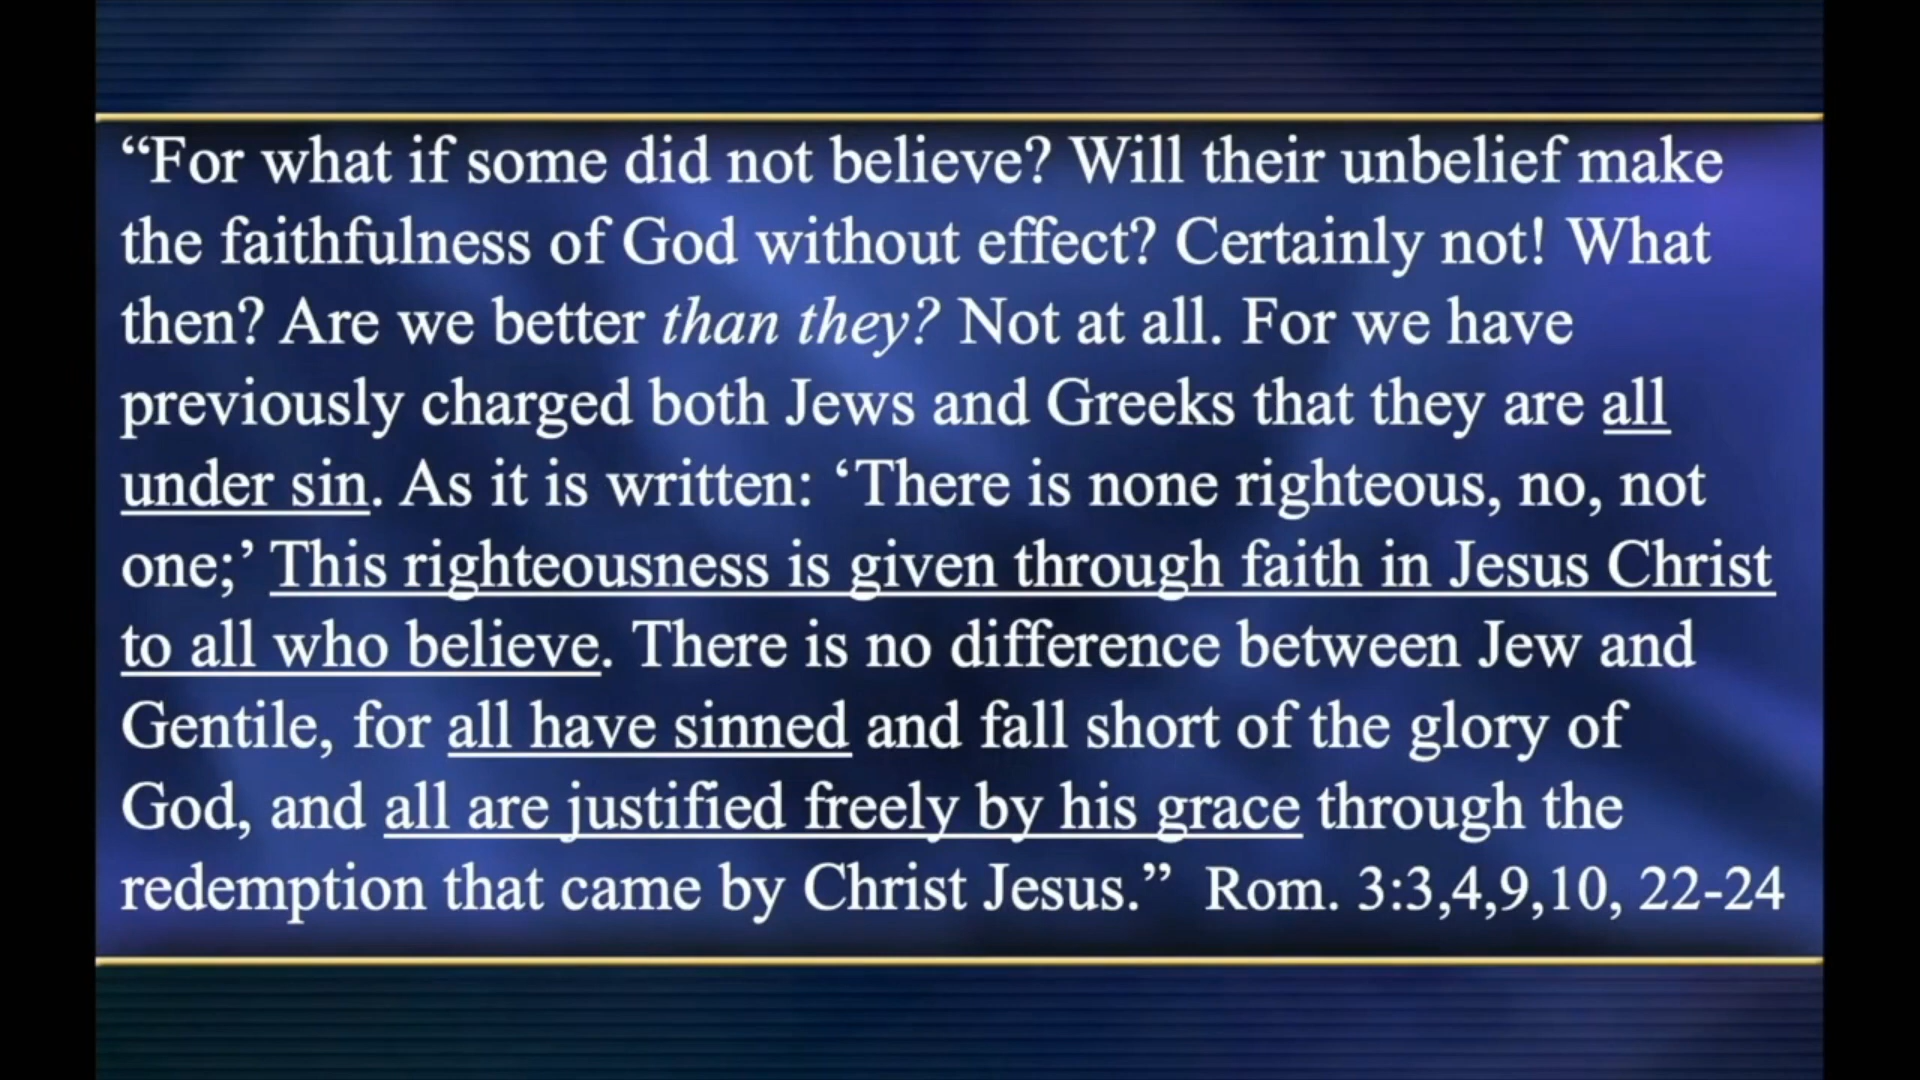 “For what if some did not believe? Will their unbelief make
the faithfulness of God without effect? Certainly not! What
then? Are we better than they? Not at all. For we have
previously charged both Jews and Greeks that they are all
under sin. As it is written: ‘There is none righteous, no, not
one;’ This righteousness is given through faith in Jesus Christ
to all who believe. There is no difference between Jew and
Gentile, for all have sinned and fall short of the glory of
God, and all are justified freely by his grace through the
redemption that came by Christ Jesus.” Rom. 3:3,4,9,10, 22-24